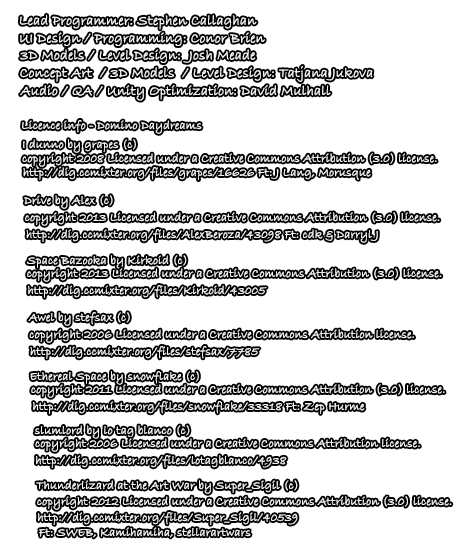 Lead Programmer: Stephen Callaghan
UI Design / Programming: Conor Brien
3D Models / Level Design: Josh Meade
Concept Art / 3D Models / Level Design: Tatjana Jukova
Audio / QA / Unity Optimization: David Mulhall
Licence info - Domino Daydreams
I dunno by grapes (c)
copyright 2008 Licensed under a Creative Commons Attribution (3.0) license.
http://dig.ccmixter.org/files/grapes/16626 Ft:J Lang, Morusque
Drive by Alex (c)
copyright 2013 Licensed under a Creative Commons Attribution (3.0) license.
http://dig.ccmixter.org/files/AlexBeroza/43098 Ft: cdk & Darryl J
Space Bazooka by Kirkoid (c)
copyright 2013 Licensed under a Creative Commons Attribution (3.0) license.
http://dig.ccmixter.org/files/Kirkoid/43005
Awel by stefsax (c)
copyright 2006 Licensed under a Creative Commons Attribution license.
http://dig.ccmixter.org/files/stefsax/7785
Ethereal Space by snowflake (c)
copyright 2011 Licensed under a Creative Commons Attribution (3.0) license.
http://dig.ccmixter.org/files/snowflake/33318 Ft: Zep Hurme
slumlord by lo tag blanco (c)
copyright 2006 Licensed under a Creative Commons Attribution license.
http://dig.ccmixter.org/files/lotagblanco/4938
Thunderlizard at the Art War by Super_Sigil (c)
copyright 2012 Licensed under a Creative Commons Attribution (3.0) license.
http://dig.ccmixter.org/files/Super_Sigil/40539
Ft: SWEB, Kamihamiha, stellarartwars